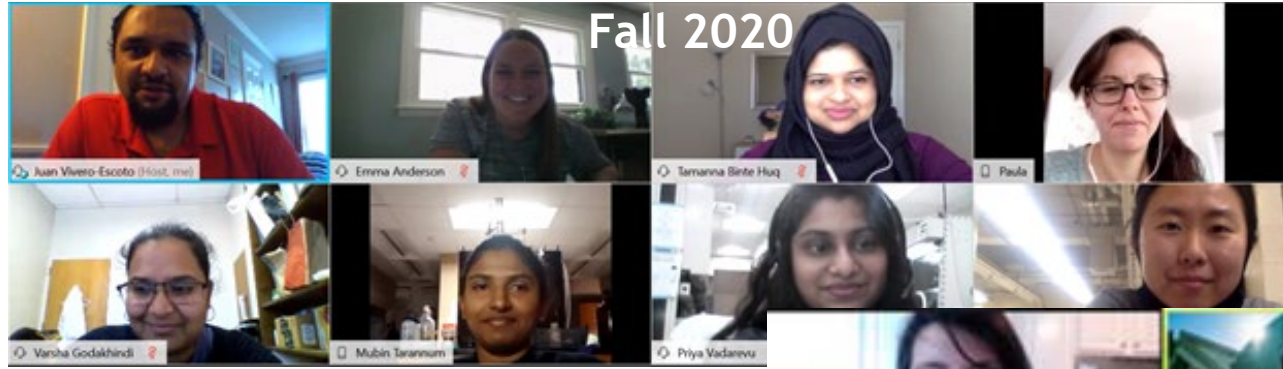 Fall 2020
Juan Vivero-Escoto (Host, me)
Emma Anderson
Tamanna Binte Huq
Paula
Varsha Godakhindi
Mubin Tarannum
Priya Vadarevu